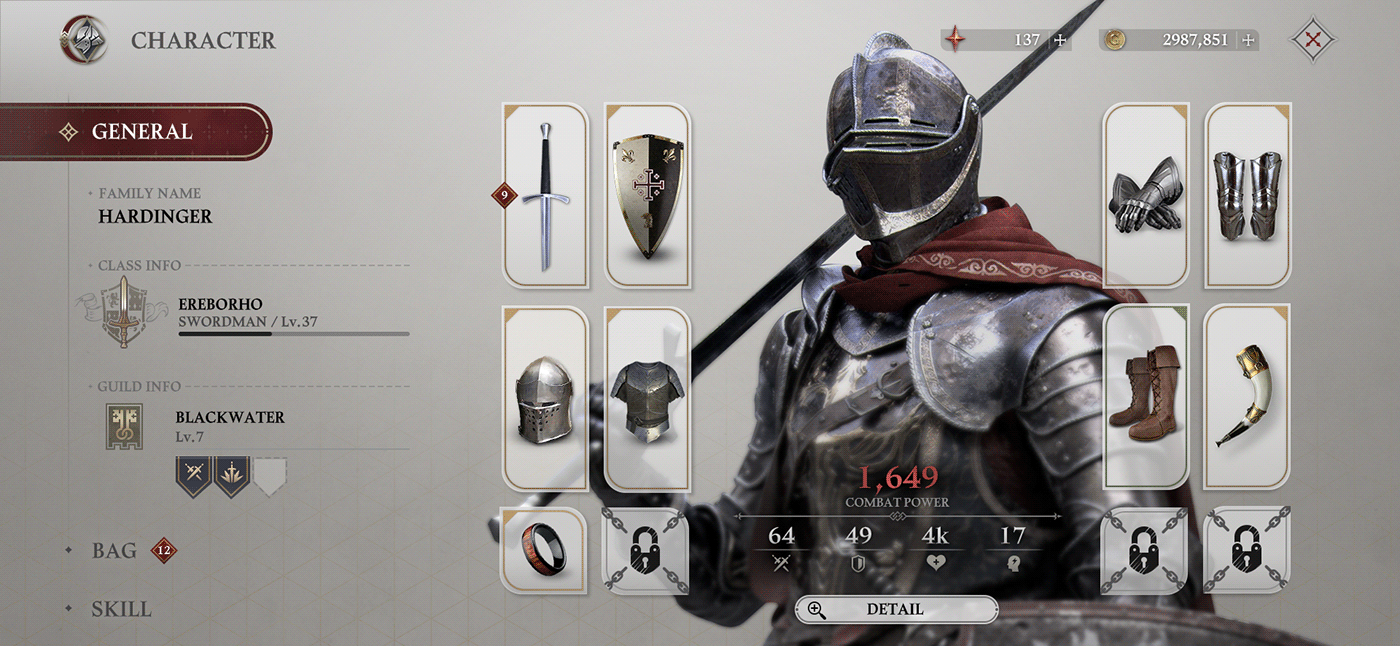 CHARACTER
137
2987,851
GENERAL
FAMILY NAME
HARDINGER
CLASS INFO
EREBORHO
SWORDMAN / Lv.37
GUILD INFO
BLACKWATER
Lv.7
BAG
12
SKILL
9
1,649
COMBAT POWER
64
49
4k
17
DETAIL